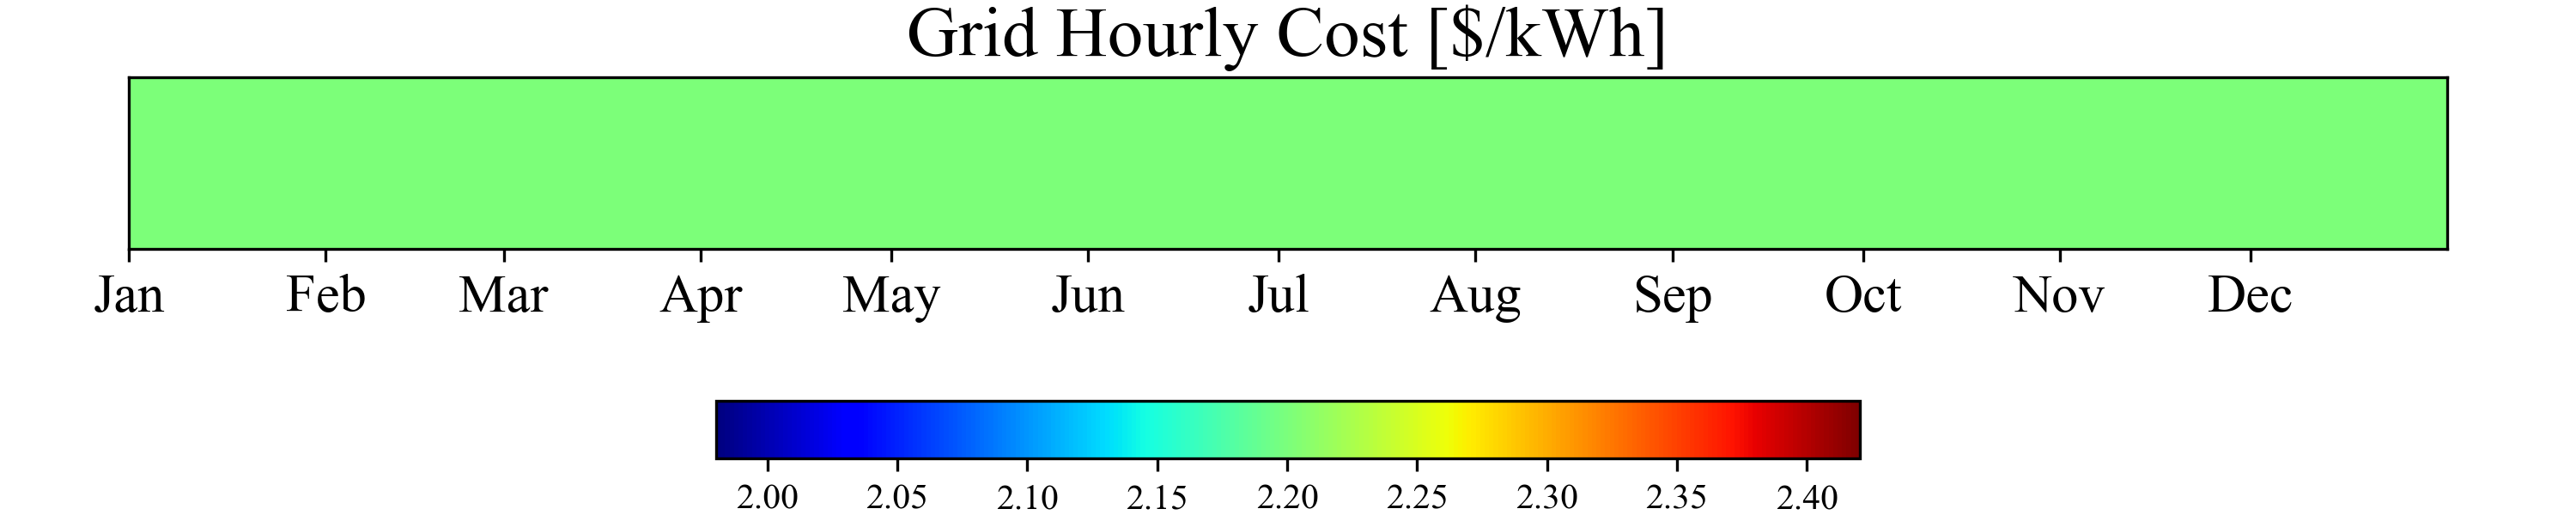 Grid Hourly Cost [$/kWh]
Jan Feb Mar Apr May Jun Jul Aug Sep Oct Nov Dec
2.00 2.05 2.10 2.15 2.20 2.25 2.30 2.35 2.40